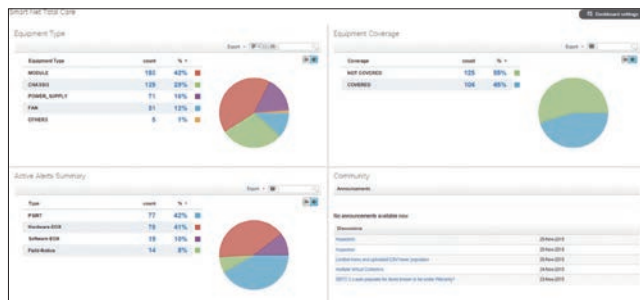 Smart Net Total Care
Dashboard settings
Equipment Type
Export
Equipment Type count %
MODULE 182 42%
CHASSIS 125 29%
POWER_SUPPLY 71 16%
FAN 51 12%
OTHERS 5 1%
Equipment Coverage
Export
Coverage count %
NOT COVERED 125 55%
COVERED 104 45%
Active Alerts Summary
Export
Type count %
PSIRT 77 42%
Hardware EOX 75 41%
Software EOX 18 10%
Field Notice 14 8%
Community
Announcements
No announcements available now
Discussions